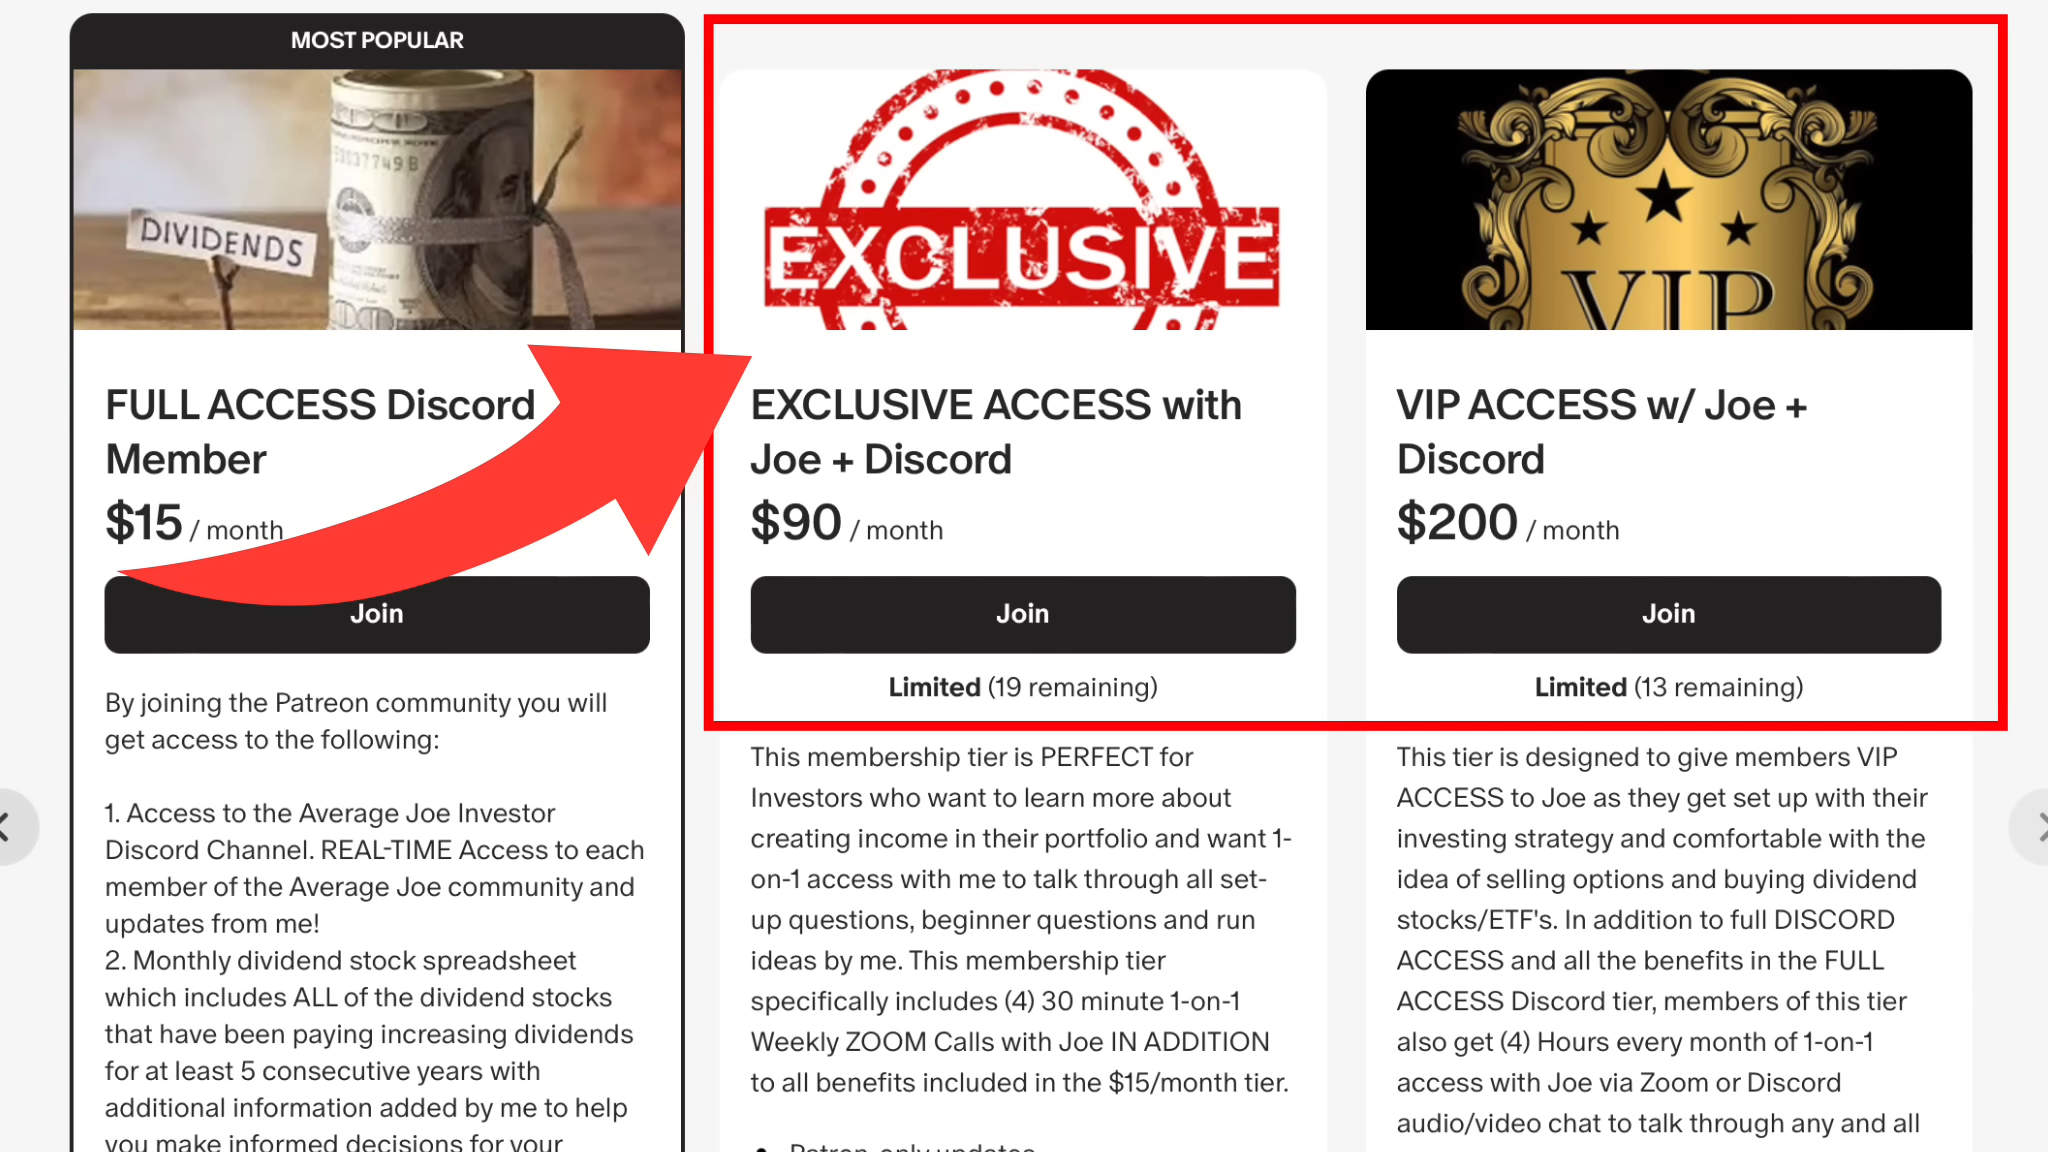 MOST POPULAR
DIVIDENDS
FULL ACCESS Discord
Member
$15 / month
Join
By joining the Patreon community you will
get access to the following:
1. Access to the Average Joe Investor
Discord Channel. REAL-TIME Access to each
member of the Average Joe community and
updates from me!
2. Monthly dividend stock spreadsheet
which includes ALL of the dividend stocks
that have been paying increasing dividends
for at least 5 consecutive years with
additional information added by me to help
you make informed decisions for your
EXCLUSIVE
EXCLUSIVE ACCESS with
Joe + Discord
$90 / month
Join
Limited (19 remaining)
This membership tier is PERFECT for
Investors who want to learn more about
creating income in their portfolio and want 1-
on-1 access with me to talk through all set-
up questions, beginner questions and run
ideas by me. This membership tier
specifically includes (4) 30 minute 1-on-1
Weekly ZOOM Calls with Joe IN ADDITION
to all benefits included in the $15/month tier.
• Patron-only updates
VIP
VIP ACCESS w/ Joe +
Discord
$200 / month
Join
Limited (13 remaining)
This tier is designed to give members VIP
ACCESS to Joe as they get set up with their
investing strategy and comfortable with the
idea of selling options and buying dividend
stocks/ETF's. In addition to full DISCORD
ACCESS and all the benefits in the FULL
ACCESS Discord tier, members of this tier
also get (4) Hours every month of 1-on-1
access with Joe via Zoom or Discord
audio/video chat to talk through any and all